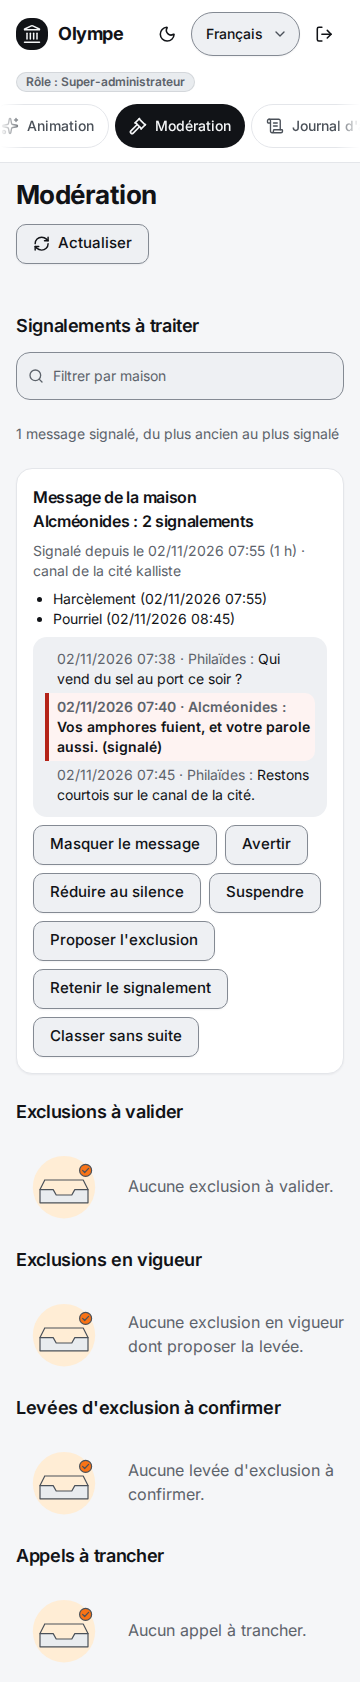 Olympe
Français
Rôle : Super-administrateur
Animation
Modération
Journal d'
Modération
Actualiser
Signalements à traiter
Filtrer par maison
1 message signalé, du plus ancien au plus signalé
Message de la maison
Alcméonides : 2 signalements
Signalé depuis le 02/11/2026 07:55 (1 h) ·
canal de la cité kalliste
• Harcèlement (02/11/2026 07:55)
• Pourriel (02/11/2026 08:45)
02/11/2026 07:38 · Philaïdes : Qui
vend du sel au port ce soir ?
02/11/2026 07:40 · Alcméonides :
Vos amphores fuient, et votre parole
aussi. (signalé)
02/11/2026 07:45 · Philaïdes : Restons
courtois sur le canal de la cité.
Masquer le message
Avertir
Réduire au silence
Suspendre
Proposer l'exclusion
Retenir le signalement
Classer sans suite
Exclusions à valider
Aucune exclusion à valider.
Exclusions en vigueur
Aucune exclusion en vigueur
dont proposer la levée.
Levées d'exclusion à confirmer
Aucune levée d'exclusion à
confirmer.
Appels à trancher
Aucun appel à trancher.